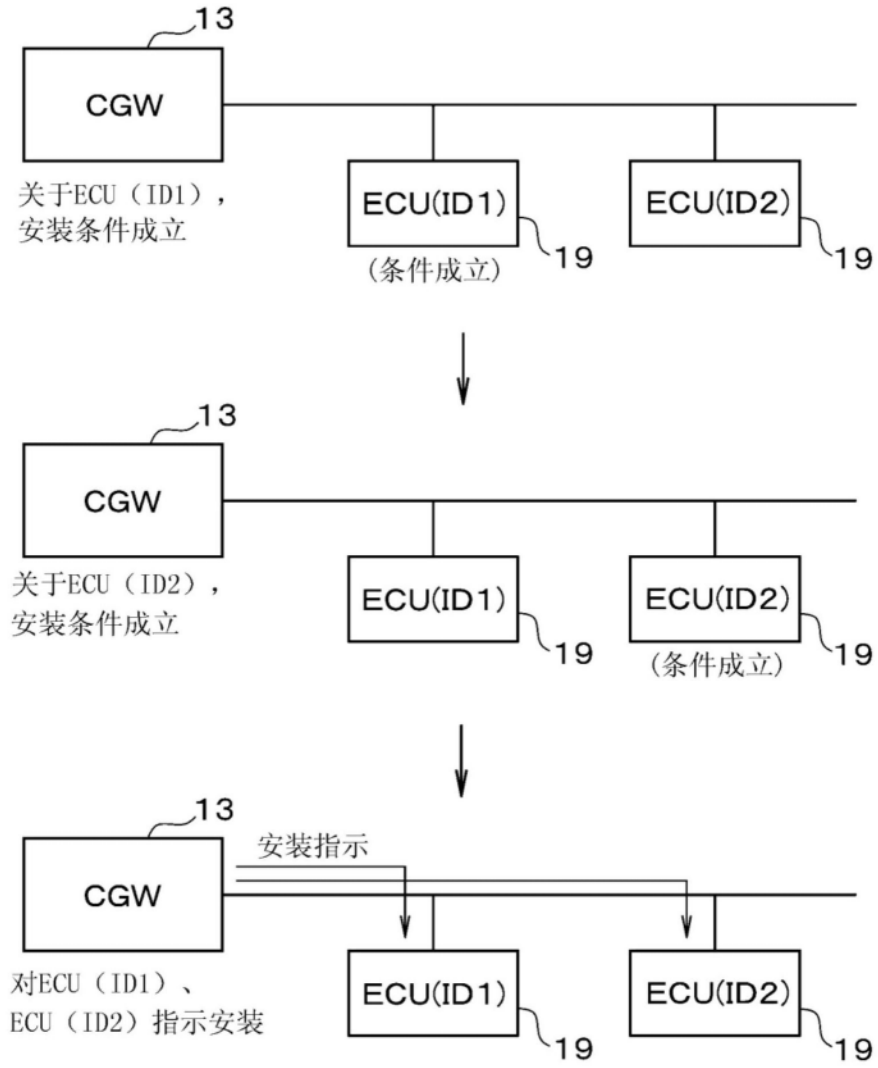 13
CGW
关于ECU（ID1），
安装条件成立
ECU(ID1)
19
(条件成立)
ECU(ID2)
19
13
CGW
关于ECU（ID2），
安装条件成立
ECU(ID1)
19
ECU(ID2)
19
(条件成立)
13
CGW
安装指示
对ECU（ID1）、
ECU（ID2）指示安装
ECU(ID1)
19
ECU(ID2)
19